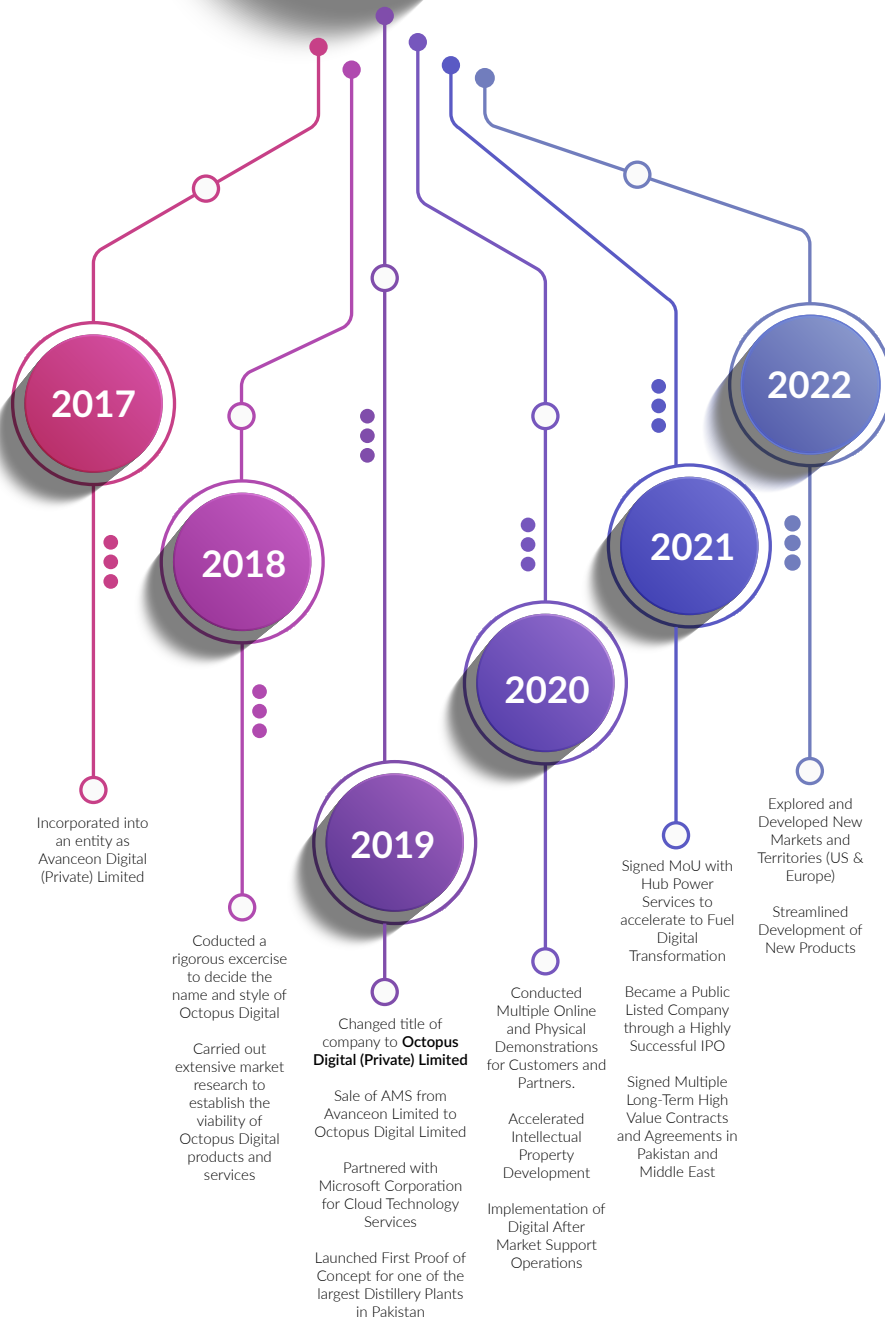 2017
Incorporated into
an entity as
Avanceon Digital
(Private) Limited
2018
Coducted a
rigorous excercise
to decide the
name and style of
Octopus Digital
Carried out
extensive market
research to
establish the
viability of
Octopus Digital
products and
services
2019
Changed title of
company to Octopus
Digital (Private) Limited
Sale of AMS from
Avanceon Limited to
Octopus Digital Limited
Partnered with
Microsoft Corporation
for Cloud Technology
Services
Launched First Proof of
Concept for one of the
largest Distillery Plants
in Pakistan
2020
Conducted
Multiple Online
and Physical
Demonstrations
for Customers and
Partners.
Accelerated
Intellectual
Property
Development
Implementation of
Digital After
Market Support
Operations
2021
Signed MoU with
Hub Power
Services to
accelerate to Fuel
Digital
Transformation
Became a Public
Listed Company
through a Highly
Successful IPO
Signed Multiple
Long-Term High
Value Contracts
and Agreements in
Pakistan and
Middle East
2022
Explored and
Developed New
Markets and
Territories (US &
Europe)
Streamlined
Development of
New Products